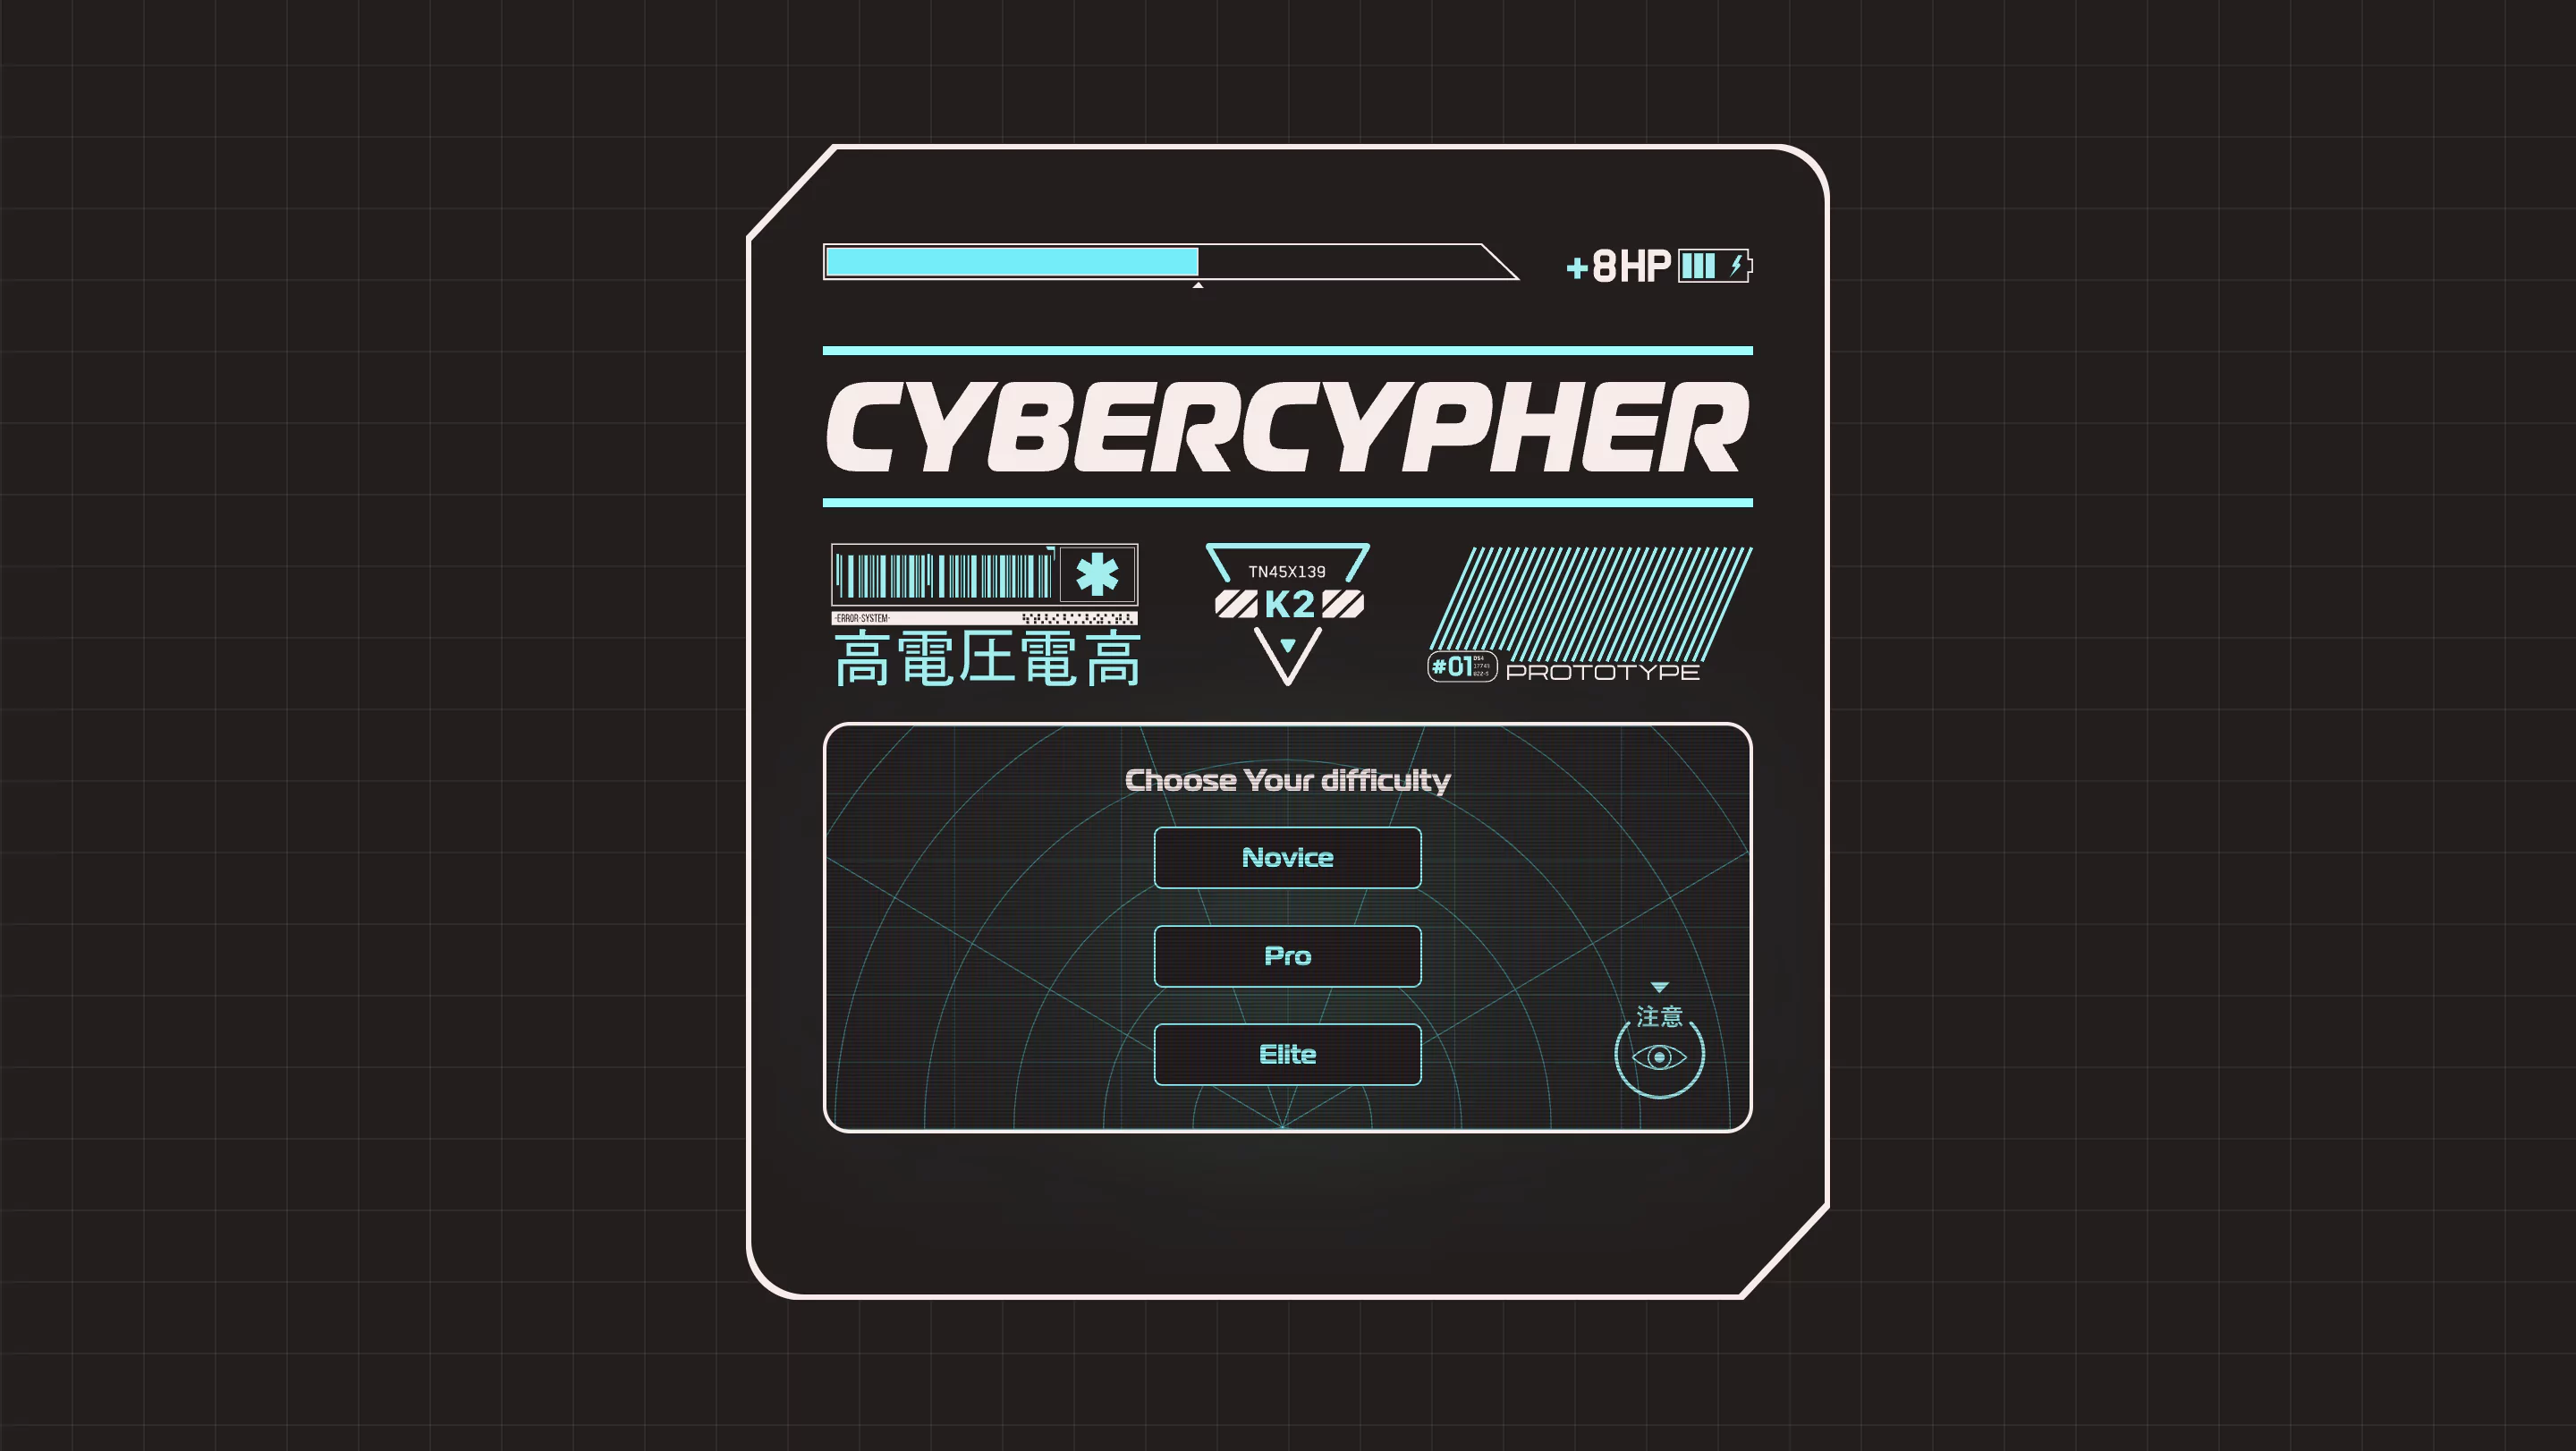 +8HP
CYBERCYPHER
TN45X139
K2
-ERROR-SYSTEM-
高電圧電高
#01
PROTOTYPE
Choose Your difficulty
Novice
Pro
Elite
注意